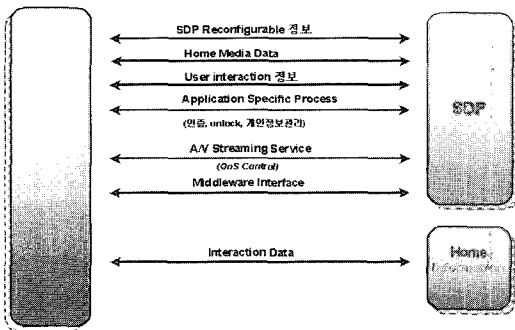 SDP Reconfigurable 정보
Home Media Data
User interaction 정보
Application Specific Process
(인증, unlock, 개인정보관리)
SDP
A/V Streaming Service
(QoS Control)
Middleware Interface
Interaction Data
Home